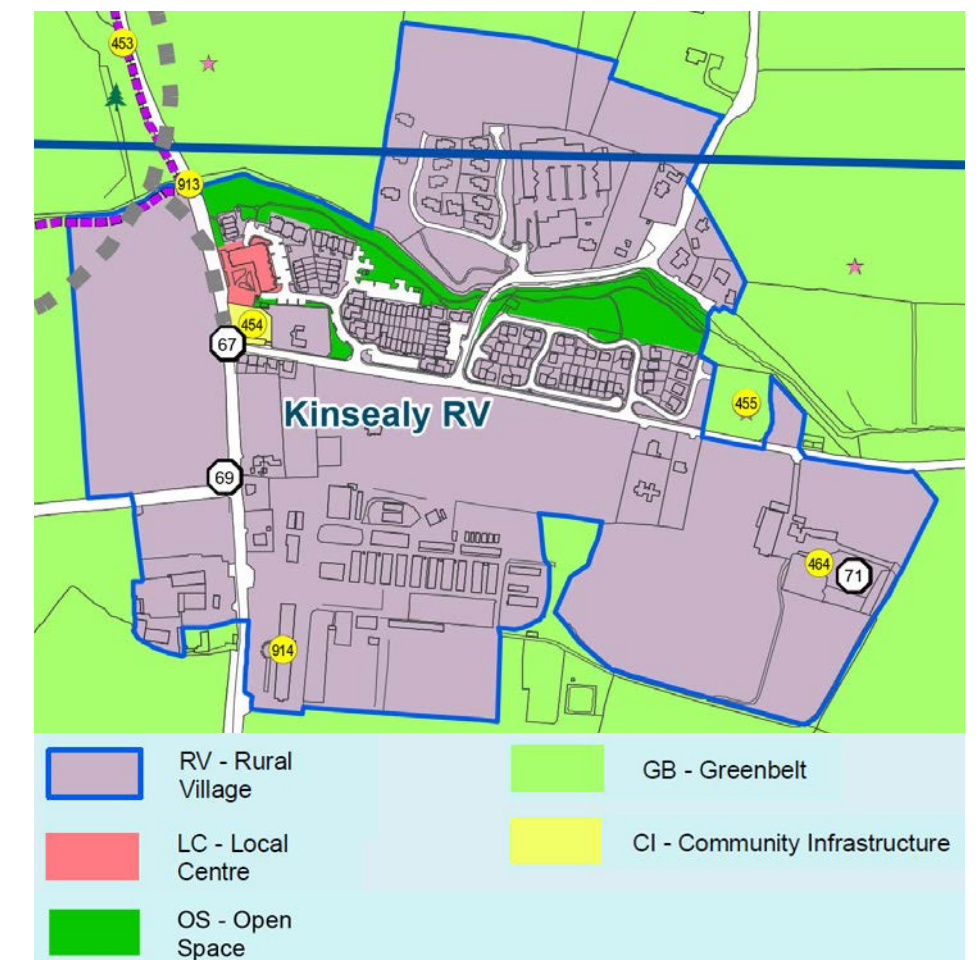 453
913
454
67
Kinsealy RV
455
69
464
71
914
RV - Rural
Village
GB - Greenbelt
LC - Local
Centre
CI - Community Infrastructure
OS - Open
Space